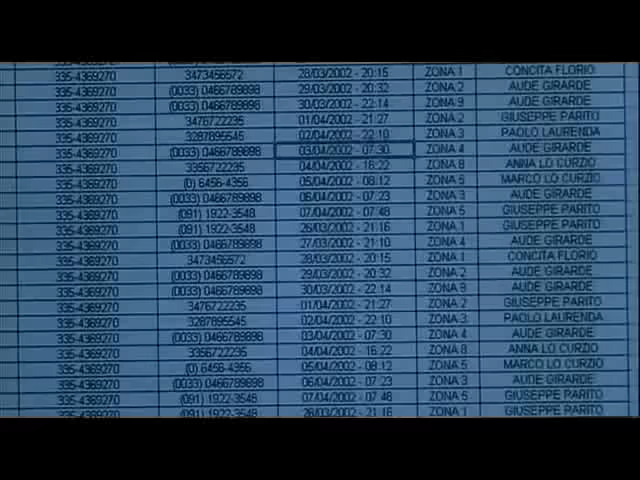 335-4369270 3473456572 28/03/2002 - 20:15 ZONA 1 CONCITA FLORIO
335-4369270 (0033) 0466789898 29/03/2002 - 20:32 ZONA 2 AUDE GIRARDE
335-4369270 (0033) 0466789898 30/03/2002 - 22:14 ZONA 9 AUDE GIRARDE
335-4369270 3476722235 01/04/2002 - 21:27 ZONA 2 GIUSEPPE PARITO
335-4369270 3287895545 02/04/2002 - 22:10 ZONA 3 PAOLO LAURENDA
335-4369270 (0033) 0466789898 03/04/2002 - 07:30 ZONA 4 AUDE GIRARDE
335-4369270 3356722235 04/04/2002 - 16:22 ZONA 8 ANNA LO CURZIO
335-4369270 (0) 6456-4356 05/04/2002 - 08:12 ZONA 5 MARCO LO CURZIO
335-4369270 (0033) 0466789898 06/04/2002 - 07:23 ZONA 3 AUDE GIRARDE
335-4369270 (091) 1922-3548 07/04/2002 - 07:48 ZONA 5 GIUSEPPE PARITO
335-4369270 (091) 1922-3548 26/03/2002 - 21:16 ZONA 1 GIUSEPPE PARITO
335-4369270 (0033) 0466789898 27/03/2002 - 21:10 ZONA 4 AUDE GIRARDE
335-4369270 3473456572 28/03/2002 - 20:15 ZONA 1 CONCITA FLORIO
335-4369270 (0033) 0466789898 29/03/2002 - 20:32 ZONA 2 AUDE GIRARDE
335-4369270 (0033) 0466789898 30/03/2002 - 22:14 ZONA 9 AUDE GIRARDE
335-4369270 3476722235 01/04/2002 - 21:27 ZONA 2 GIUSEPPE PARITO
335-4369270 3287895545 02/04/2002 - 22:10 ZONA 3 PAOLO LAURENDA
335-4369270 (0033) 0466789898 03/04/2002 - 07:30 ZONA 4 AUDE GIRARDE
335-4369270 3356722235 04/04/2002 - 16:22 ZONA 8 ANNA LO CURZIO
335-4369270 (0) 6456-4356 05/04/2002 - 08:12 ZONA 5 MARCO LO CURZIO
335-4369270 (0033) 0466789898 06/04/2002 - 07:23 ZONA 3 AUDE GIRARDE
335-4369270 (091) 1922-3548 07/04/2002 - 07:48 ZONA 5 GIUSEPPE PARITO
335-4369270 (091) 1922-3548 26/03/2002 - 21:16 ZONA 1 GIUSEPPE PARITO